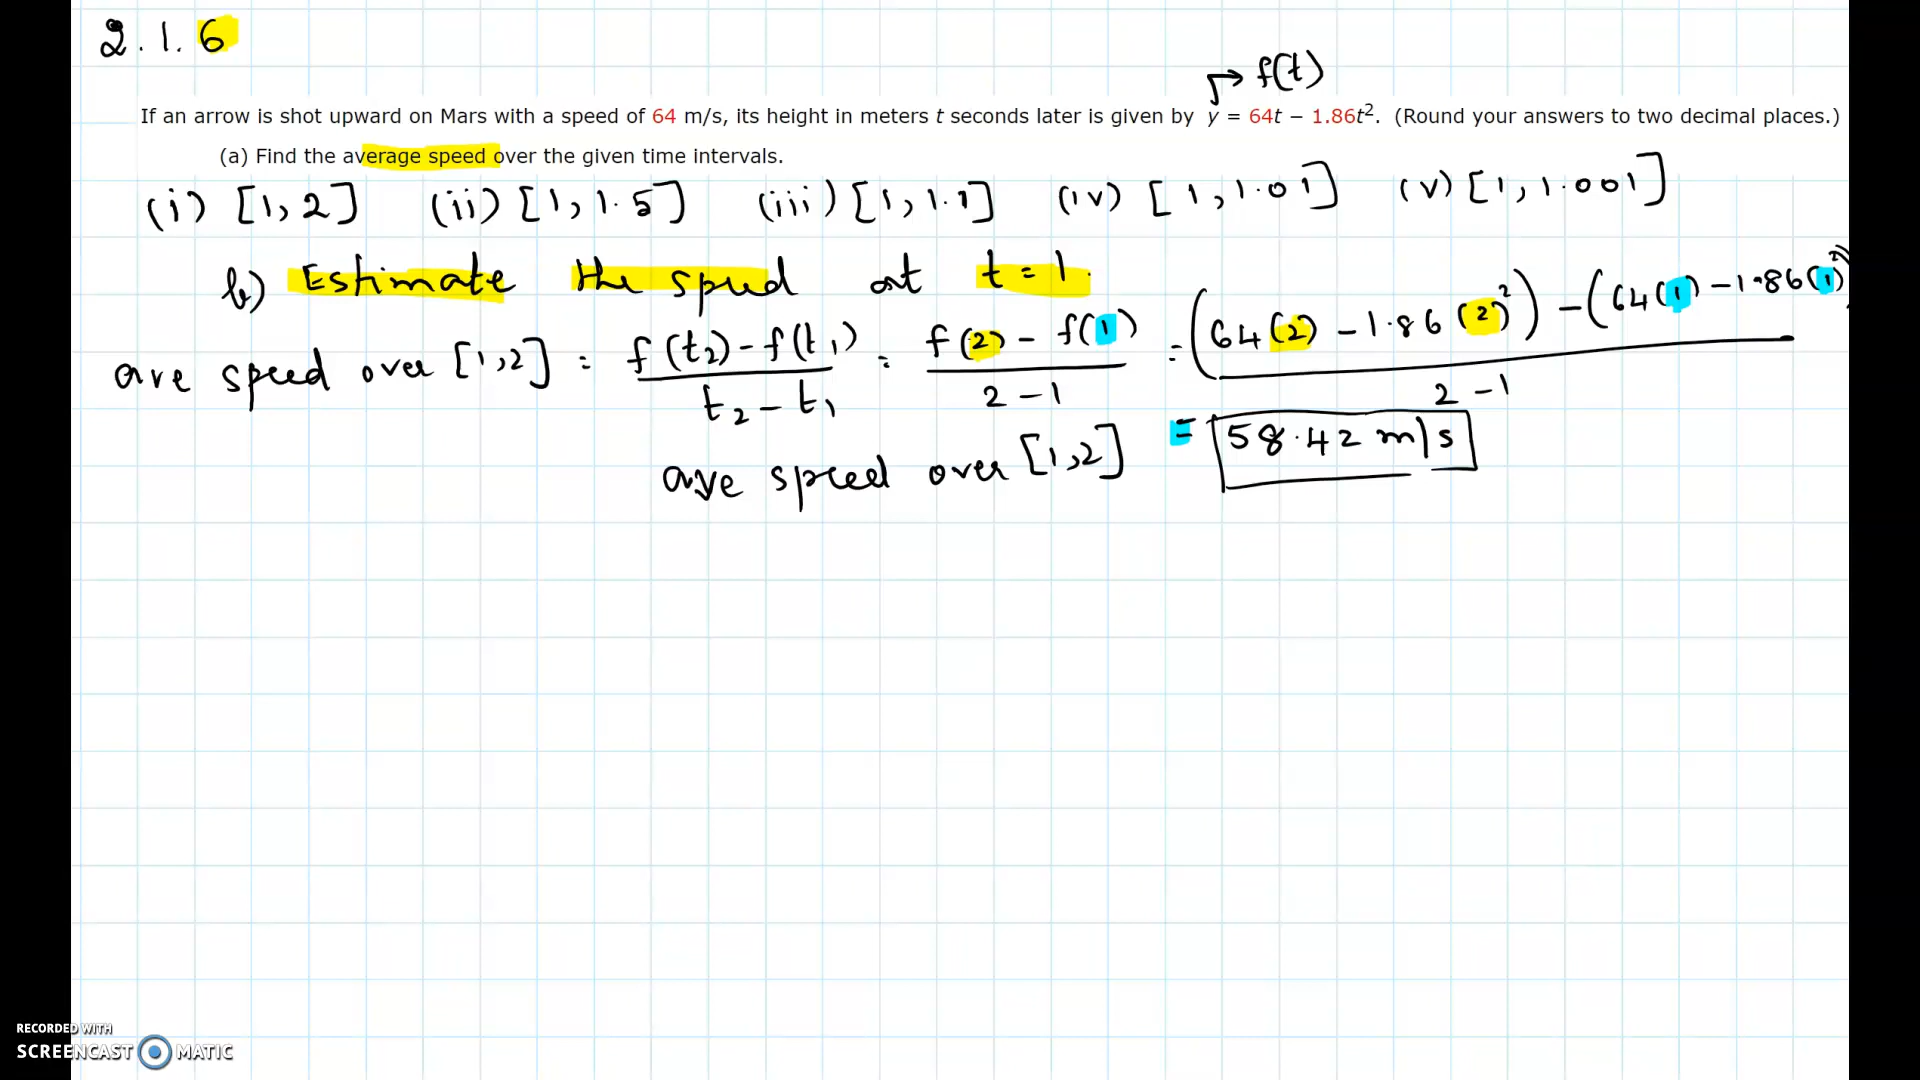 2.1.6
→ f(t)
If an arrow is shot upward on Mars with a speed of 64 m/s, its height in meters t seconds later is given by y = 64t − 1.86t². (Round your answers to two decimal places.)
(a) Find the average speed over the given time intervals.
(i) [1,2] (ii) [1, 1.5] (iii) [1, 1.1] (iv) [1, 1.01] (v) [1, 1.001]
b) Estimate the speed at t = 1.
ave speed over [1,2] = f(t₂) − f(t₁) / t₂ − t₁ = f(2) − f(1) / 2 − 1 = (64(2) − 1.86(2)²) − (64(1) − 1.86(1)²) / 2 − 1
ave speed over [1,2] = 58.42 m/s
RECORDED WITH
SCREENCAST MATIC